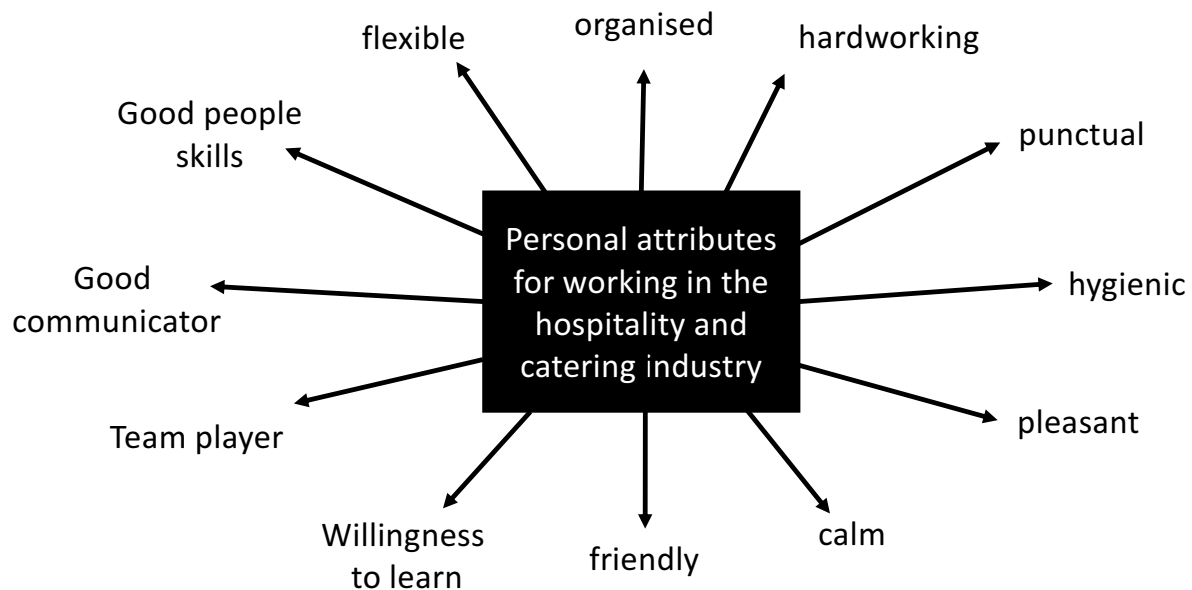 flexible
organised
hardworking
Good people
skills
punctual
Personal attributes
for working in the
hospitality and
catering industry
Good
communicator
hygienic
Team player
pleasant
Willingness
to learn
friendly
calm